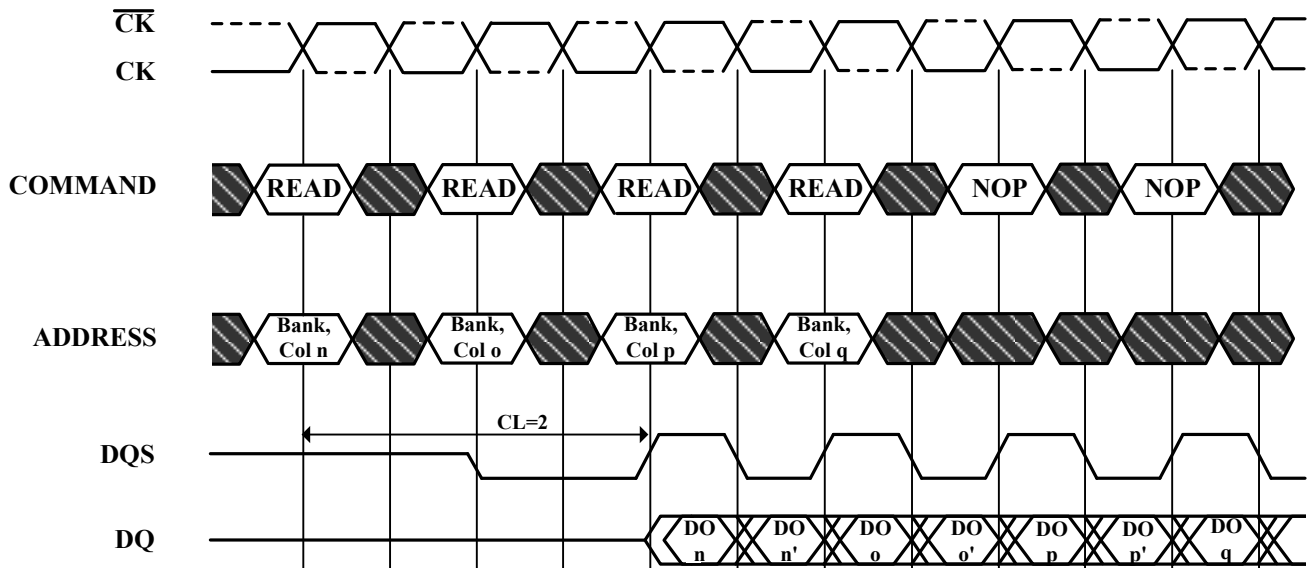 CK
CK
COMMAND READ READ READ READ NOP NOP
ADDRESS Bank, Col n Bank, Col o Bank, Col p Bank, Col q
CL=2
DQS
DQ DO n DO n' DO o DO o' DO p DO p' DO q